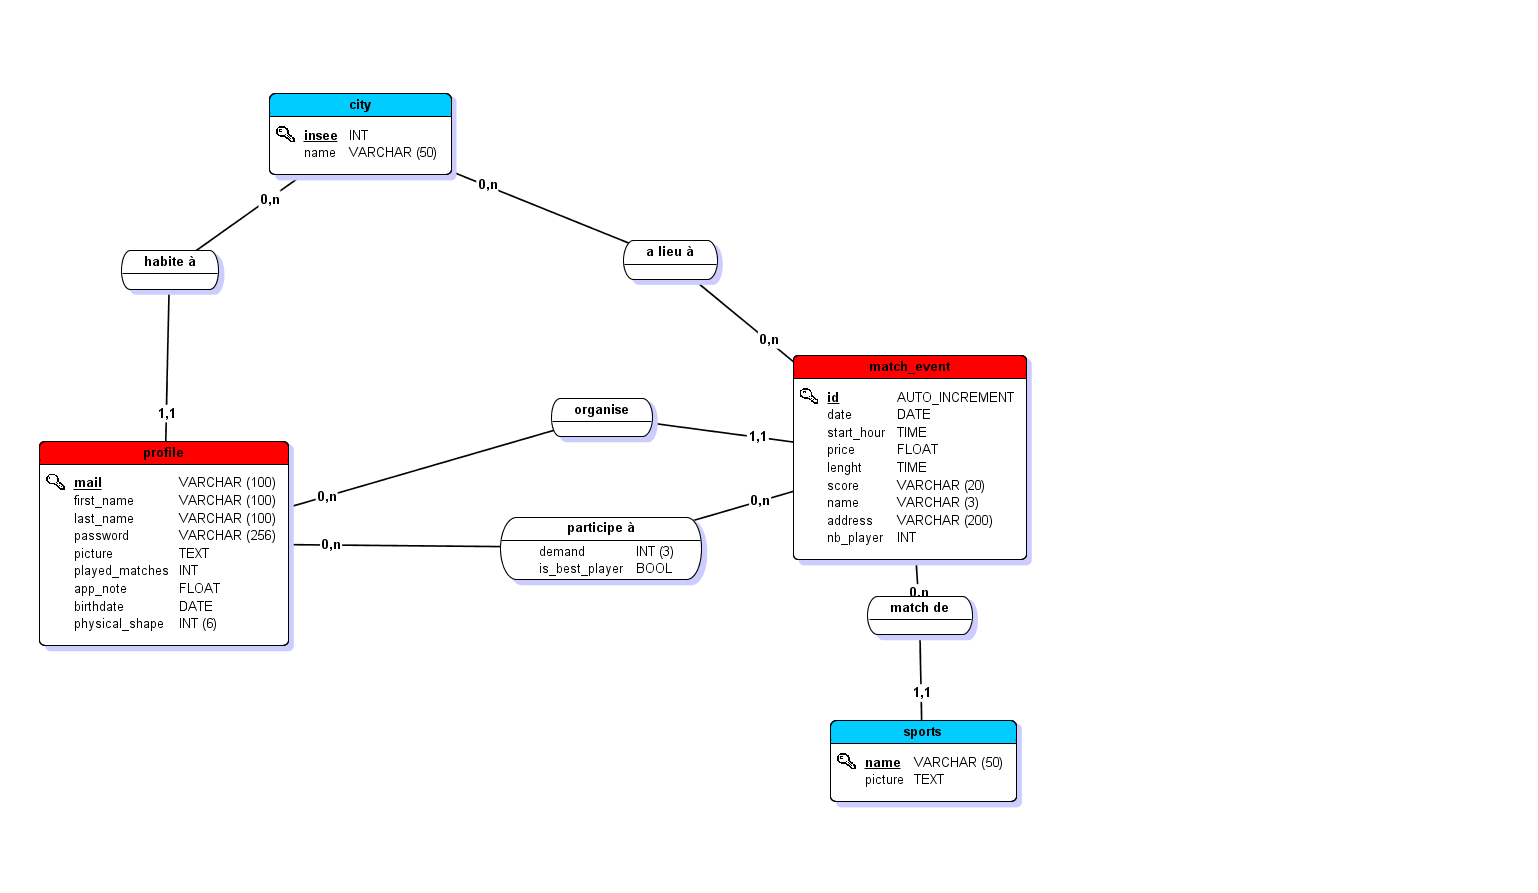 city
insee INT
name VARCHAR (50)
0,n
0,n
habite à
a lieu à
0,n
1,1
match_event
id AUTO_INCREMENT
date DATE
start_hour TIME
price FLOAT
lenght TIME
score VARCHAR (20)
name VARCHAR (3)
address VARCHAR (200)
nb_player INT
organise
1,1
0,n
profile
mail VARCHAR (100)
first_name VARCHAR (100)
last_name VARCHAR (100)
password VARCHAR (256)
picture TEXT
played_matches INT
app_note FLOAT
birthdate DATE
physical_shape INT (6)
0,n
0,n
participe à
demand INT (3)
is_best_player BOOL
0,n
match de
1,1
sports
name VARCHAR (50)
picture TEXT